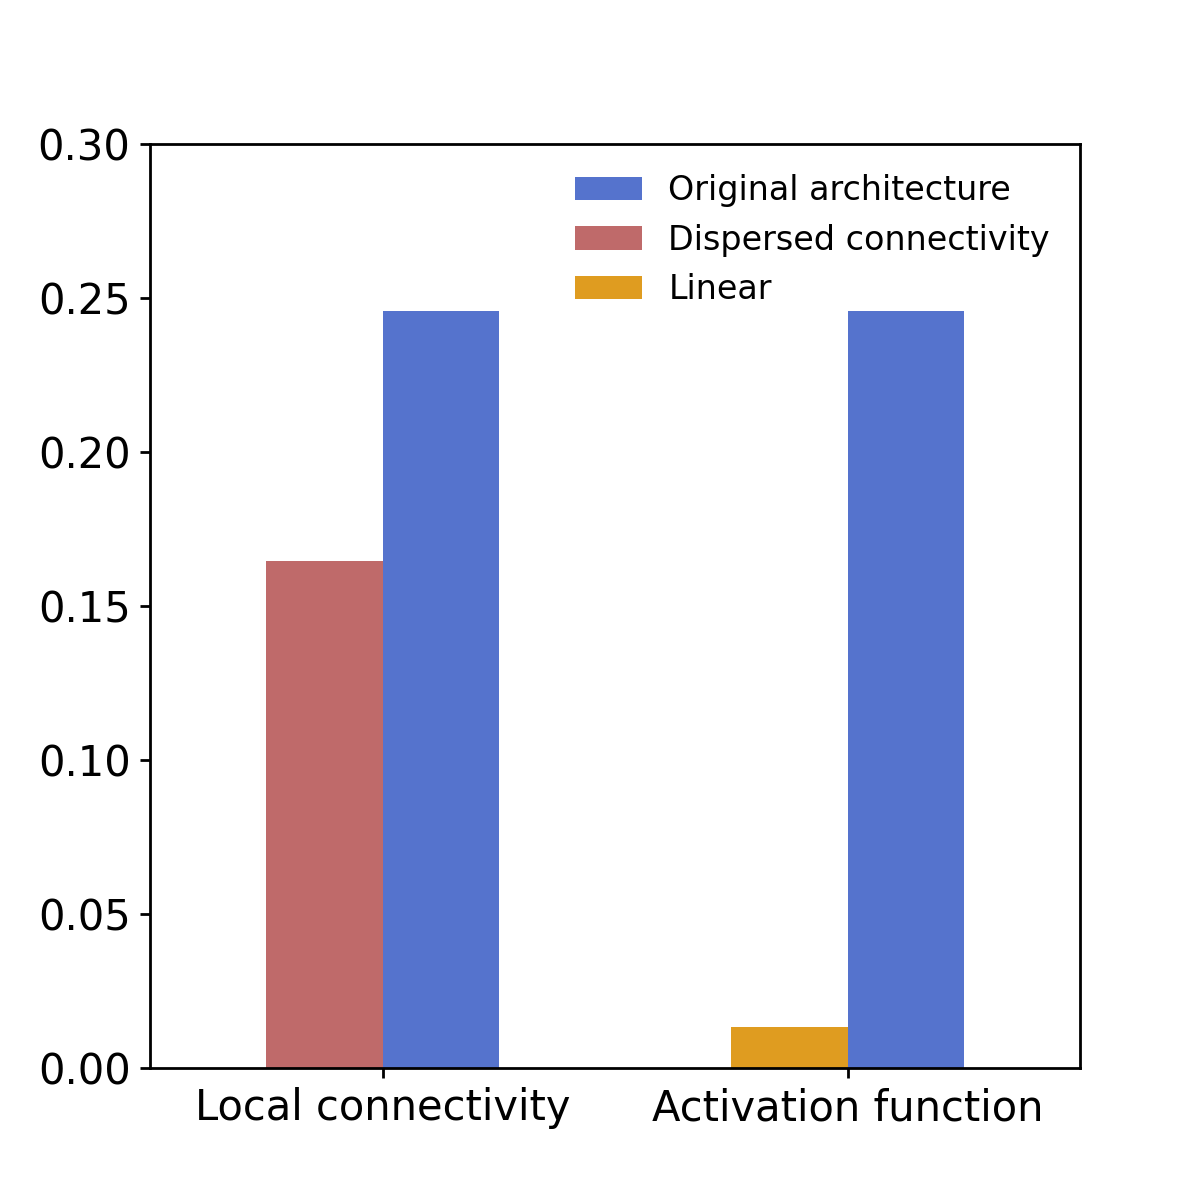 0.30
0.25
0.20
0.15
0.10
0.05
0.00
Original architecture
Dispersed connectivity
Linear
Local connectivity
Activation function